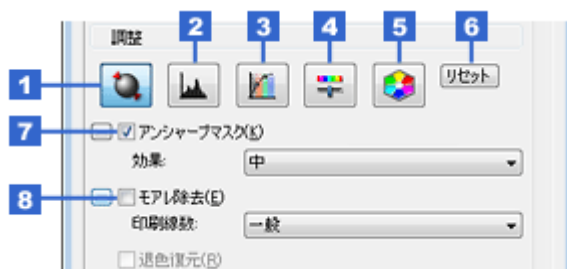 調整
2 3 4 5 6
1
リセット
7
アンシャープマスク(K)
効果: 中
8
モアレ除去(E)
印刷線数: 一般
退色復元(R)